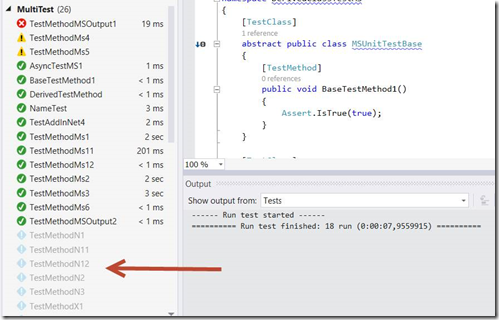 MultiTest (26)
TestMethodMSOutput1 19 ms
TestMethodMs4
TestMethodMs5
AsyncTestMS1 1 ms
BaseTestMethod1 < 1 ms
DerivedTestMethod < 1 ms
NameTest 3 ms
TestAddInNet4 2 ms
TestMethodMs1 2 sec
TestMethodMs11 201 ms
TestMethodMs12 < 1 ms
TestMethodMs2 2 sec
TestMethodMs3 3 sec
TestMethodMs6 < 1 ms
TestMethodMSOutput2 < 1 ms
TestMethodN1
TestMethodN11
TestMethodN12
TestMethodN2
TestMethodN3
TestMethodX1
{
[TestClass]
1 reference
abstract public class MSUnitTestBase
{
[TestMethod]
0 references
public void BaseTestMethod1()
{
Assert.IsTrue(true);
}
}
100 %
Output
Show output from: Tests
------ Run test started ------
========== Run test finished: 18 run (0:00:07,9559915) ==========